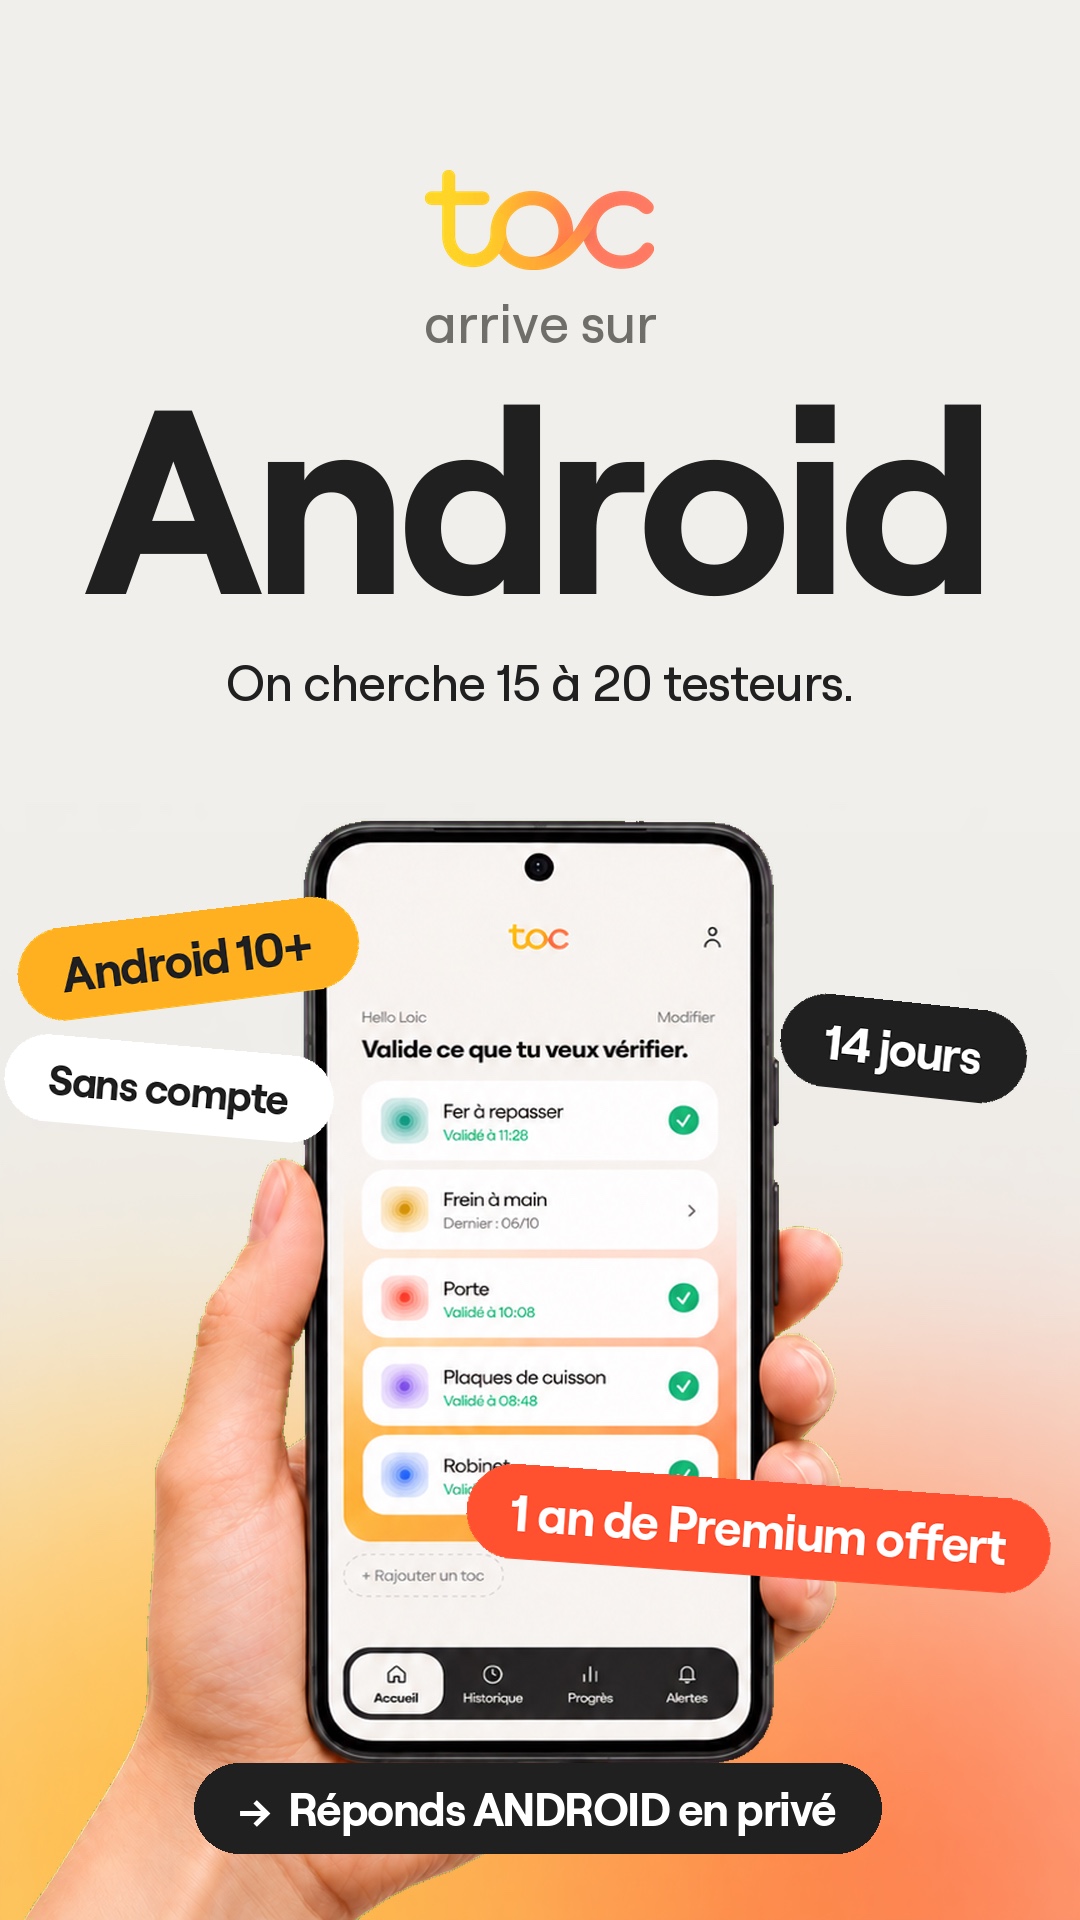 toc
arrive sur
Android
On cherche 15 à 20 testeurs.
Android 10+
Sans compte
14 jours
toc
Hello Loic
Modifier
Valide ce que tu veux vérifier.
Fer à repasser
Validé à 11:28
Frein à main
Dernier : 06/10
Porte
Validé à 10:08
Plaques de cuisson
Validé à 08:48
Robinet
1 an de Premium offert
+ Rajouter un toc
Accueil
Historique
Progrès
Alertes
→ Réponds ANDROID en privé